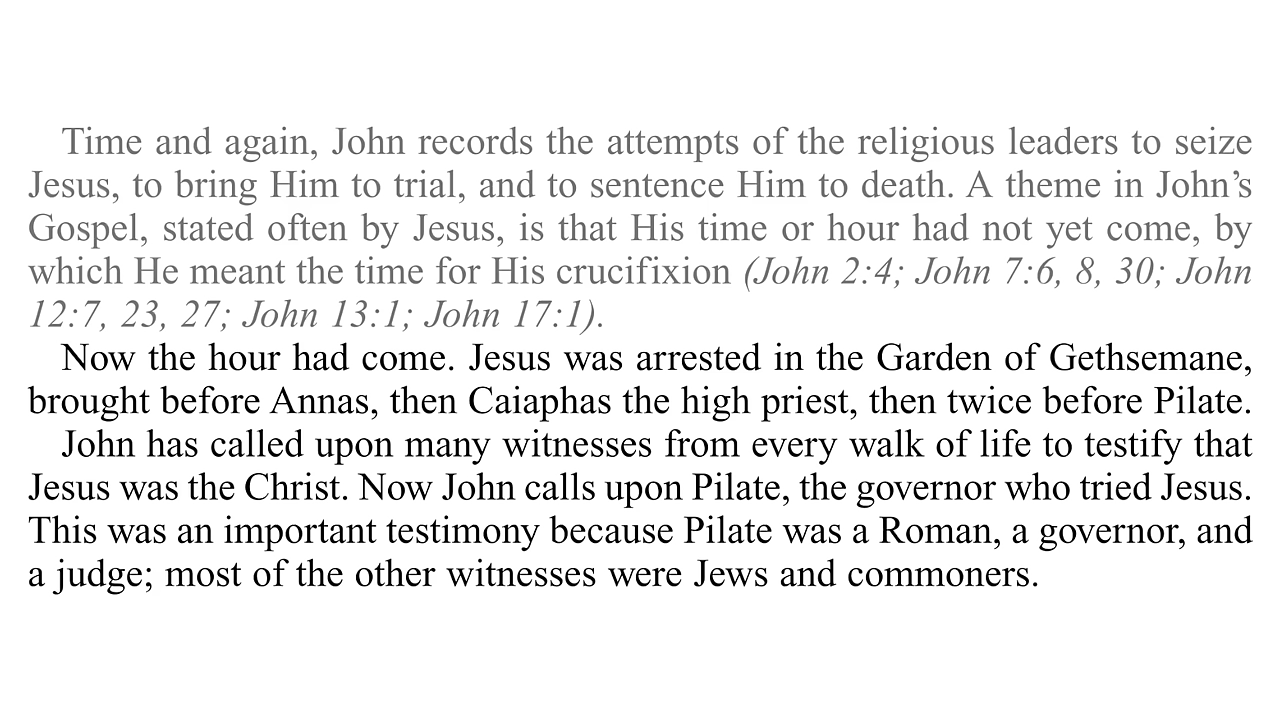 Time and again, John records the attempts of the religious leaders to seize
Jesus, to bring Him to trial, and to sentence Him to death. A theme in John’s
Gospel, stated often by Jesus, is that His time or hour had not yet come, by
which He meant the time for His crucifixion (John 2:4; John 7:6, 8, 30; John
12:7, 23, 27; John 13:1; John 17:1).
Now the hour had come. Jesus was arrested in the Garden of Gethsemane,
brought before Annas, then Caiaphas the high priest, then twice before Pilate.
John has called upon many witnesses from every walk of life to testify that
Jesus was the Christ. Now John calls upon Pilate, the governor who tried Jesus.
This was an important testimony because Pilate was a Roman, a governor, and
a judge; most of the other witnesses were Jews and commoners.